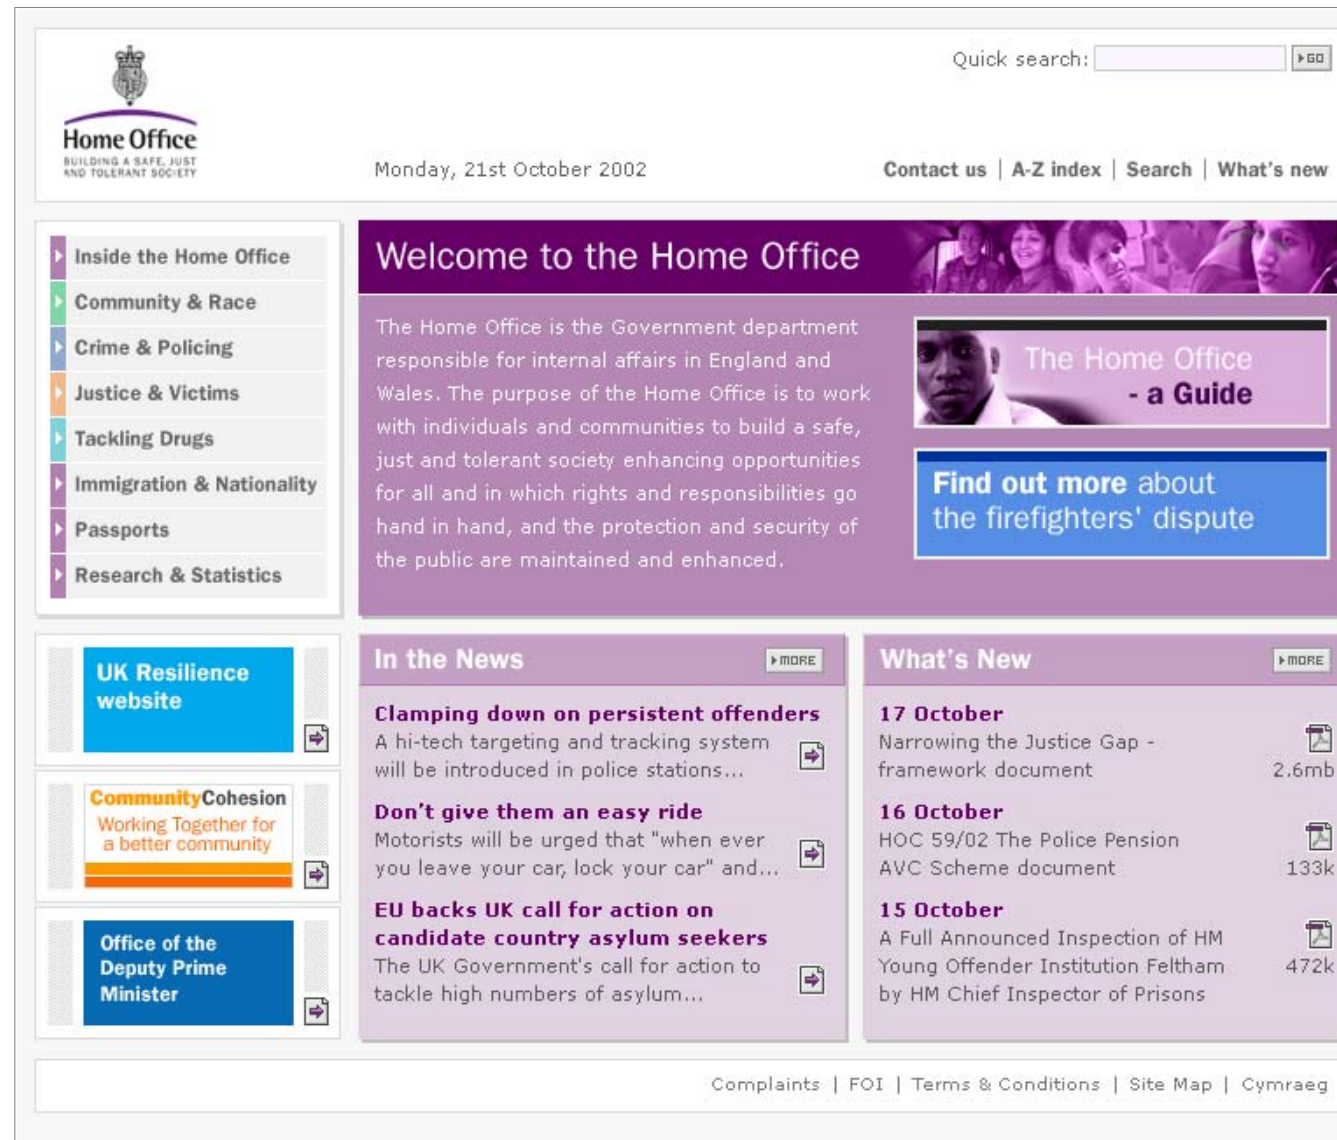 Quick search:
GO
Home Office
BUILDING A SAFE, JUST
AND TOLERANT SOCIETY
Monday, 21st October 2002
Contact us | A-Z index | Search | What's new
Inside the Home Office
Community & Race
Crime & Policing
Justice & Victims
Tackling Drugs
Immigration & Nationality
Passports
Research & Statistics
Welcome to the Home Office
The Home Office is the Government department
responsible for internal affairs in England and
Wales. The purpose of the Home Office is to work
with individuals and communities to build a safe,
just and tolerant society enhancing opportunities
for all and in which rights and responsibilities go
hand in hand, and the protection and security of
the public are maintained and enhanced.
The Home Office
- a Guide
Find out more about
the firefighters' dispute
UK Resilience
website
CommunityCohesion
Working Together for
a better community
Office of the
Deputy Prime
Minister
In the News
MORE
Clamping down on persistent offenders
A hi-tech targeting and tracking system
will be introduced in police stations...
Don't give them an easy ride
Motorists will be urged that "when ever
you leave your car, lock your car" and...
EU backs UK call for action on
candidate country asylum seekers
The UK Government's call for action to
tackle high numbers of asylum...
What's New
MORE
17 October
Narrowing the Justice Gap -
framework document
2.6mb
16 October
HOC 59/02 The Police Pension
AVC Scheme document
133k
15 October
A Full Announced Inspection of HM
Young Offender Institution Feltham
by HM Chief Inspector of Prisons
472k
Complaints | FOI | Terms & Conditions | Site Map | Cymraeg